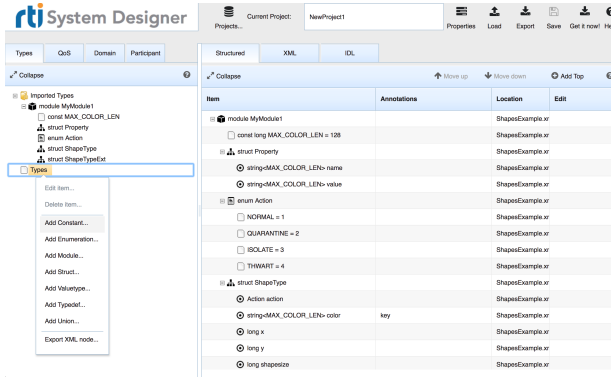 rti System Designer
Projects...
Current Project:
NewProject1
Properties
Load
Export
Save
Get it now!
Types
QoS
Domain
Participant
Collapse
Imported Types
module MyModule1
const MAX_COLOR_LEN
struct Property
enum Action
struct ShapeType
struct ShapeTypeExt
Types
Edit item...
Delete item...
Add Constant...
Add Enumeration...
Add Module...
Add Struct...
Add Valuetype...
Add Typedef...
Add Union...
Export XML node...
Structured
XML
IDL
Collapse
Move up
Move down
Add Top
Item
Annotations
Location
Edit
module MyModule1 ShapesExample.xr
const long MAX_COLOR_LEN = 128 ShapesExample.xr
struct Property ShapesExample.xr
string<MAX_COLOR_LEN> name ShapesExample.xr
string<MAX_COLOR_LEN> value ShapesExample.xr
enum Action ShapesExample.xr
NORMAL = 1 ShapesExample.xr
QUARANTINE = 2 ShapesExample.xr
ISOLATE = 3 ShapesExample.xr
THWART = 4 ShapesExample.xr
struct ShapeType ShapesExample.xr
Action action ShapesExample.xr
string<MAX_COLOR_LEN> color key ShapesExample.xr
long x ShapesExample.xr
long y ShapesExample.xr
long shapesize ShapesExample.xr